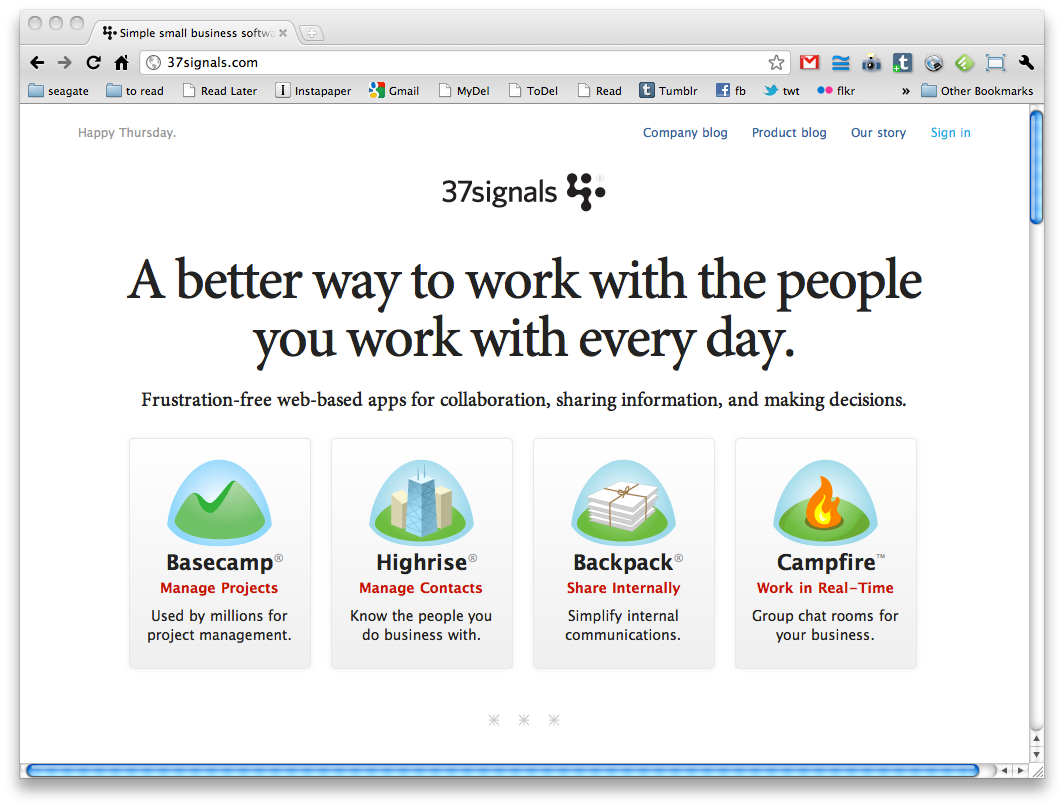 Simple small business softwa
37signals.com
seagate
to read
Read Later
Instapaper
Gmail
MyDel
ToDel
Read
Tumblr
fb
twt
flkr
»
Other Bookmarks
Happy Thursday.
Company blog
Product blog
Our story
Sign in
37signals
A better way to work with the people
you work with every day.
Frustration-free web-based apps for collaboration, sharing information, and making decisions.
Basecamp®
Manage Projects
Used by millions for
project management.
Highrise®
Manage Contacts
Know the people you
do business with.
Backpack®
Share Internally
Simplify internal
communications.
Campfire™
Work in Real-Time
Group chat rooms for
your business.